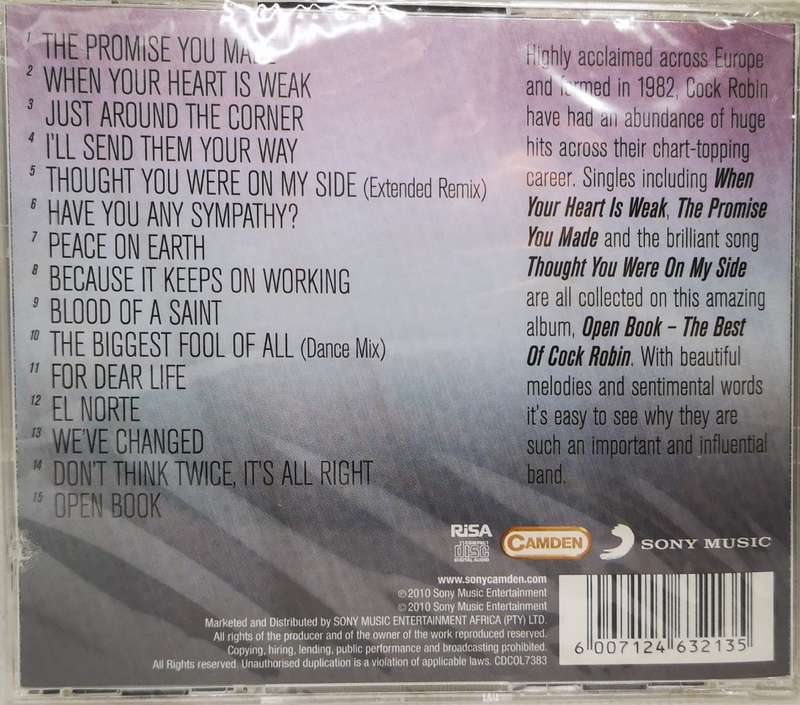 1 THE PROMISE YOU MADE
2 WHEN YOUR HEART IS WEAK
3 JUST AROUND THE CORNER
4 I'LL SEND THEM YOUR WAY
5 THOUGHT YOU WERE ON MY SIDE (Extended Remix)
6 HAVE YOU ANY SYMPATHY?
7 PEACE ON EARTH
8 BECAUSE IT KEEPS ON WORKING
9 BLOOD OF A SAINT
10 THE BIGGEST FOOL OF ALL (Dance Mix)
11 FOR DEAR LIFE
12 EL NORTE
13 WE'VE CHANGED
14 DON'T THINK TWICE, IT'S ALL RIGHT
15 OPEN BOOK
Highly acclaimed across Europe
and formed in 1982, Cock Robin
have had an abundance of huge
hits across their chart-topping
career. Singles including When
Your Heart Is Weak, The Promise
You Made and the brilliant song
Thought You Were On My Side
are all collected on this amazing
album, Open Book – The Best
Of Cock Robin. With beautiful
melodies and sentimental words
it's easy to see why they are
such an important and influential
band.
RiSA
COMPACT
disc
DIGITAL AUDIO
CAMDEN
SONY MUSIC
www.sonycamden.com
℗ 2010 Sony Music Entertainment
© 2010 Sony Music Entertainment
Marketed and Distributed by SONY MUSIC ENTERTAINMENT AFRICA (PTY) LTD.
All rights of the producer and of the owner of the work reproduced reserved.
Copying, hiring, lending, public performance and broadcasting prohibited.
All Rights reserved. Unauthorised duplication is a violation of applicable laws. CDCOL7383
6 007124 632135